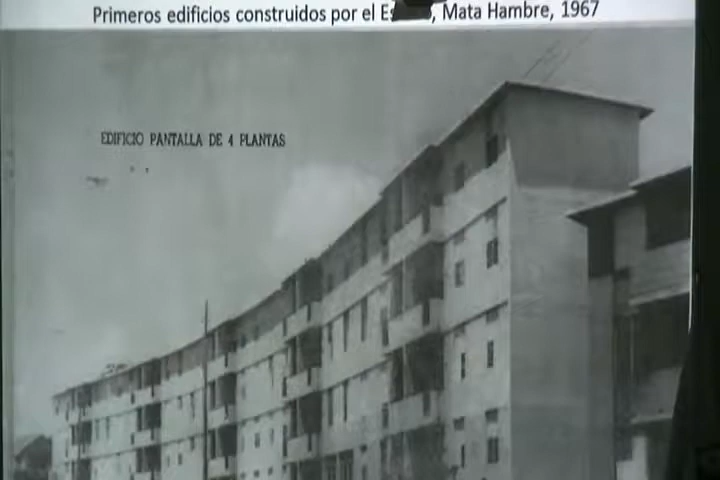 Primeros edificios construidos por el E , Mata Hambre, 1967
EDIFICIO PANTALLA DE 4 PLANTAS